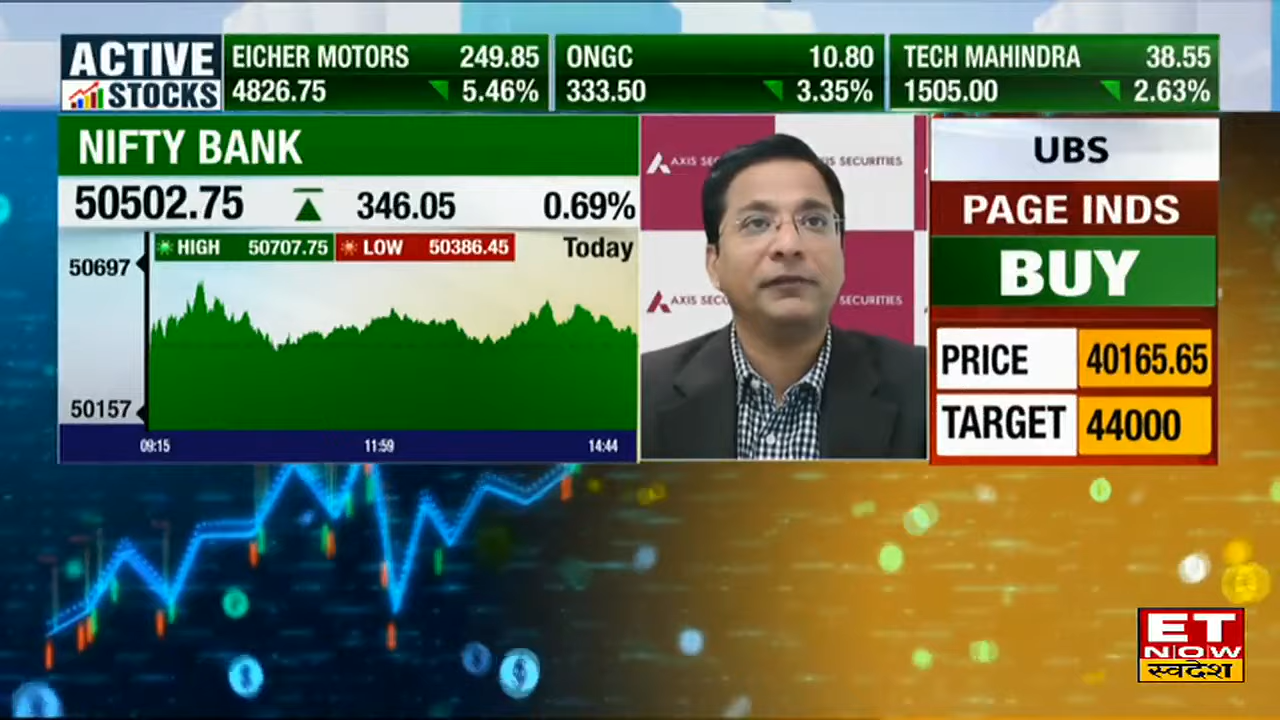 ACTIVE
STOCKS
EICHER MOTORS 249.85
4826.75 5.46%
ONGC 10.80
333.50 3.35%
TECH MAHINDRA 38.55
1505.00 2.63%
NIFTY BANK
50502.75 346.05 0.69%
HIGH 50707.75 LOW 50386.45 Today
50697
50157
09:15 11:59 14:44
AXIS SEC IS SECURITIES
AXIS SECU SECURITIES
UBS
PAGE INDS
BUY
PRICE 40165.65
TARGET 44000
ET
NOW
स्वदेश